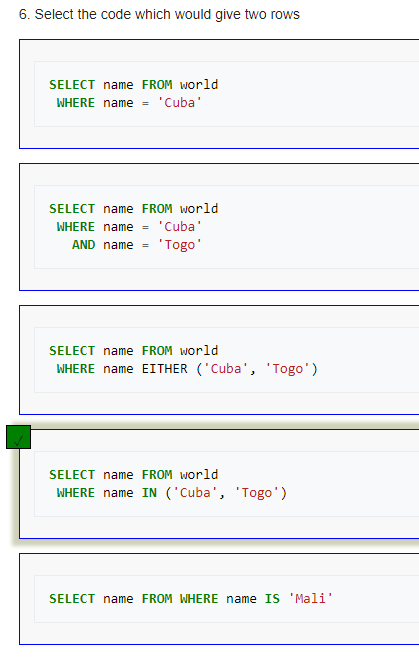 6. Select the code which would give two rows
SELECT name FROM world
WHERE name = 'Cuba'
SELECT name FROM world
WHERE name = 'Cuba'
AND name = 'Togo'
SELECT name FROM world
WHERE name EITHER ('Cuba', 'Togo')
✓
SELECT name FROM world
WHERE name IN ('Cuba', 'Togo')
SELECT name FROM WHERE name IS 'Mali'